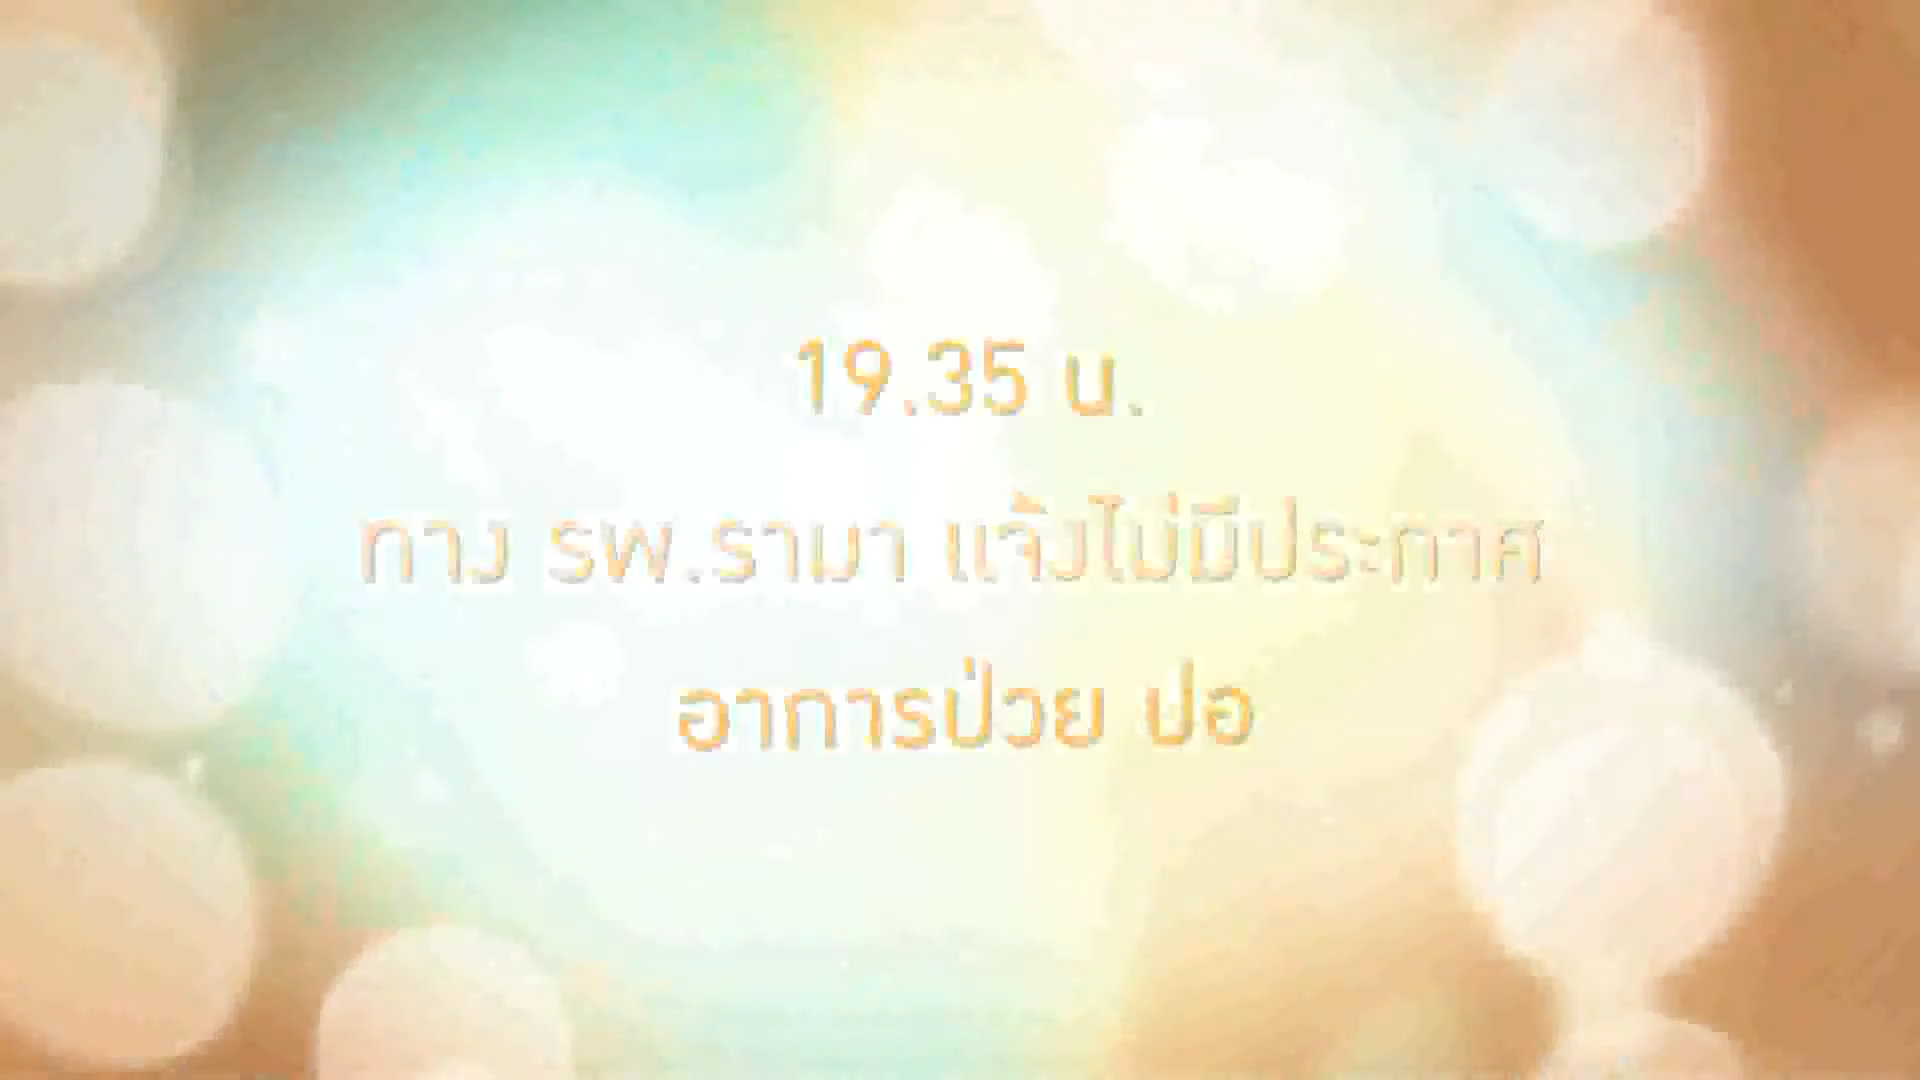 19.35 น.
ทาง รพ.รามา แจ้งไม่มีประกาศ
อาการป่วย ปอ